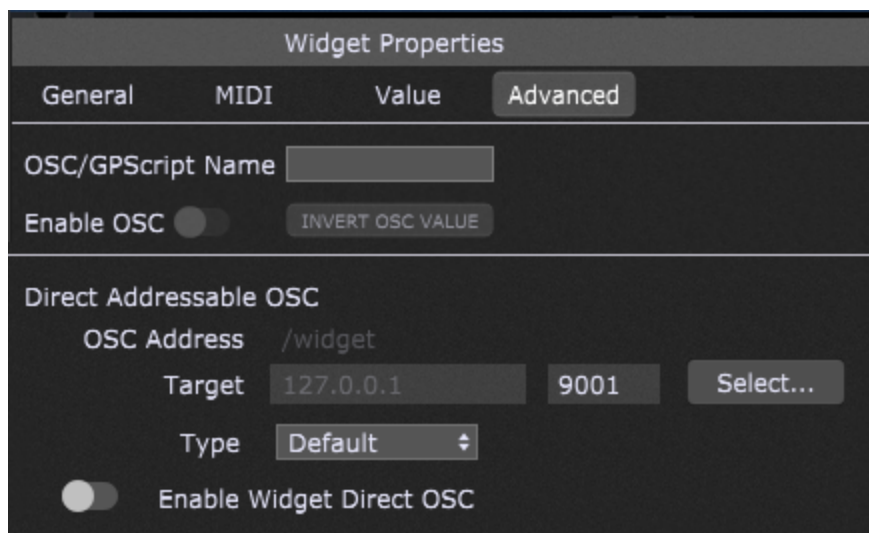 Widget Properties
General MIDI Value Advanced
OSC/GPScript Name
Enable OSC INVERT OSC VALUE
Direct Addressable OSC
OSC Address /widget
Target 127.0.0.1 9001 Select...
Type Default
Enable Widget Direct OSC